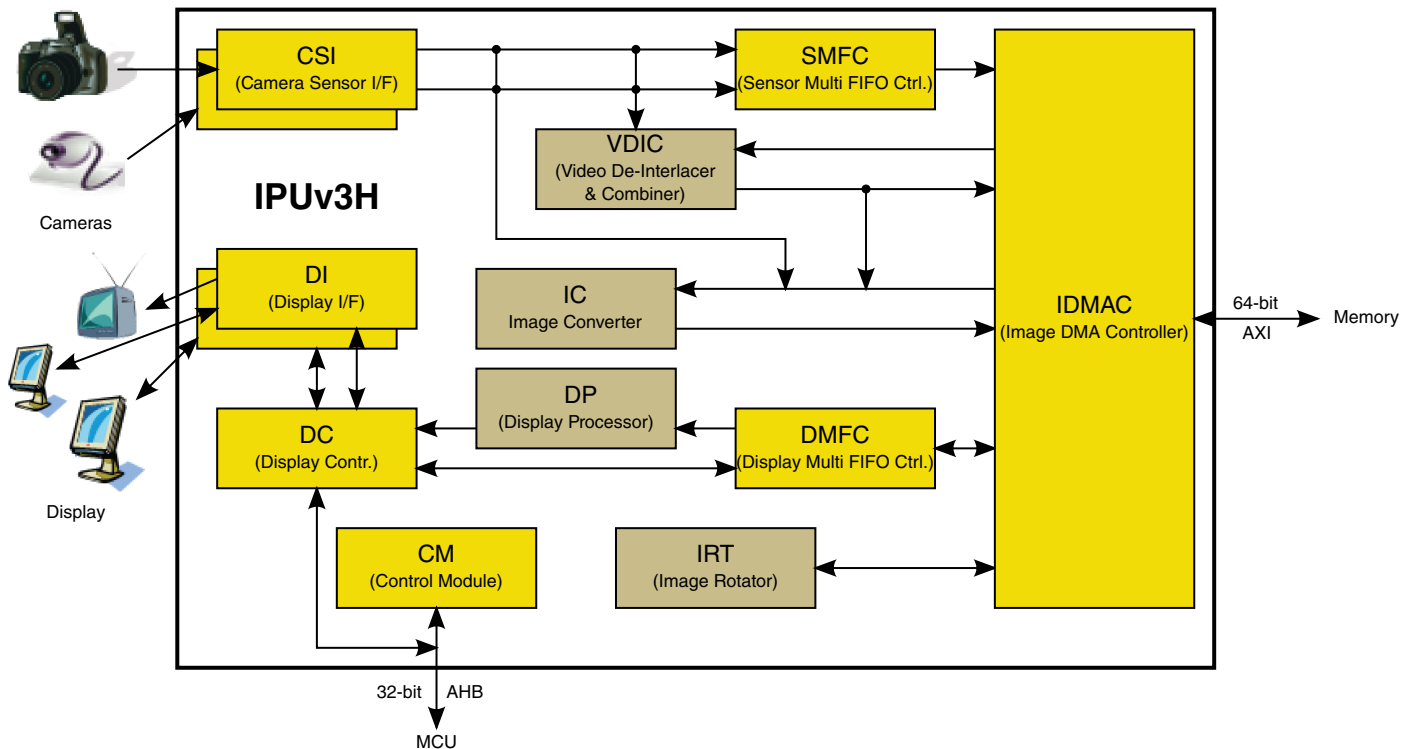 CSI
(Camera Sensor I/F)
SMFC
(Sensor Multi FIFO Ctrl.)
VDIC
(Video De-Interlacer
& Combiner)
IPUv3H
Cameras
DI
(Display I/F)
IC
Image Converter
IDMAC
(Image DMA Controller)
64-bit
AXI
Memory
DP
(Display Processor)
DC
(Display Contr.)
DMFC
(Display Multi FIFO Ctrl.)
Display
CM
(Control Module)
IRT
(Image Rotator)
32-bit
AHB
MCU